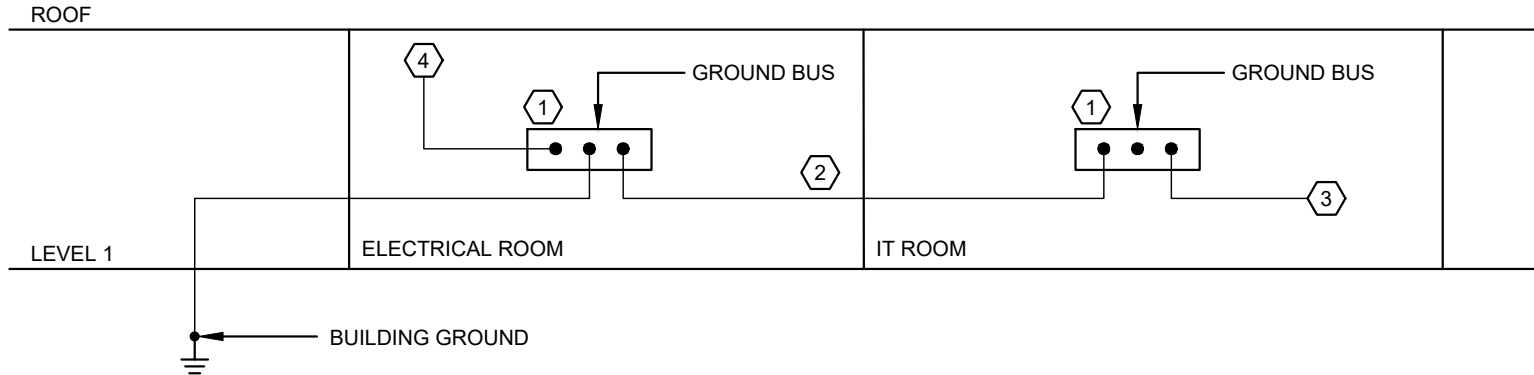 ROOF
4
GROUND BUS
GROUND BUS
1
1
2
3
LEVEL 1
ELECTRICAL ROOM
IT ROOM
BUILDING GROUND